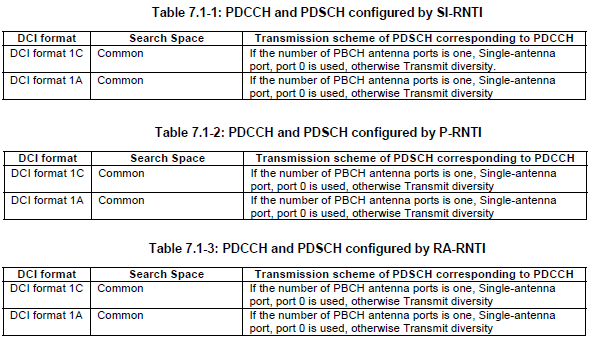 Table 7.1-1: PDCCH and PDSCH configured by SI-RNTI
DCI format Search Space Transmission scheme of PDSCH corresponding to PDCCH
DCI format 1C Common If the number of PBCH antenna ports is one, Single-antenna
port, port 0 is used, otherwise Transmit diversity.
DCI format 1A Common If the number of PBCH antenna ports is one, Single-antenna
port, port 0 is used, otherwise Transmit diversity
Table 7.1-2: PDCCH and PDSCH configured by P-RNTI
DCI format Search Space Transmission scheme of PDSCH corresponding to PDCCH
DCI format 1C Common If the number of PBCH antenna ports is one, Single-antenna
port, port 0 is used, otherwise Transmit diversity
DCI format 1A Common If the number of PBCH antenna ports is one, Single-antenna
port, port 0 is used, otherwise Transmit diversity
Table 7.1-3: PDCCH and PDSCH configured by RA-RNTI
DCI format Search Space Transmission scheme of PDSCH corresponding to PDCCH
DCI format 1C Common If the number of PBCH antenna ports is one, Single-antenna
port, port 0 is used, otherwise Transmit diversity
DCI format 1A Common If the number of PBCH antenna ports is one, Single-antenna
port, port 0 is used, otherwise Transmit diversity